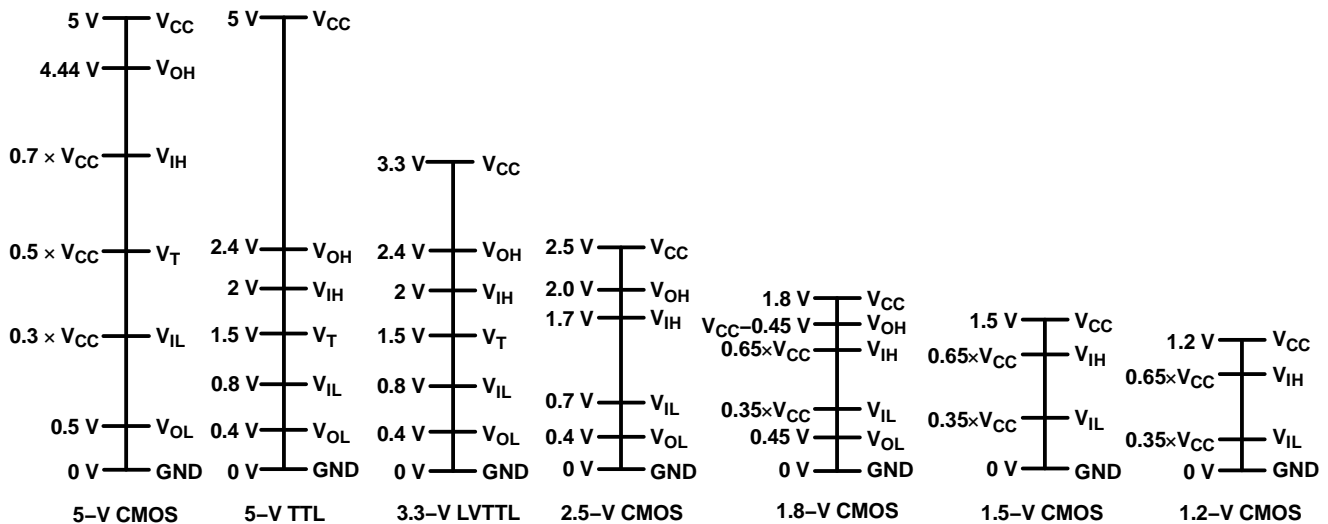 5 V VCC
4.44 V VOH
0.7 × VCC VIH
0.5 × VCC VT
0.3 × VCC VIL
0.5 V VOL
0 V GND
5–V CMOS
5 V VCC
2.4 V VOH
2 V VIH
1.5 V VT
0.8 V VIL
0.4 V VOL
0 V GND
5–V TTL
3.3 V VCC
2.4 V VOH
2 V VIH
1.5 V VT
0.8 V VIL
0.4 V VOL
0 V GND
3.3–V LVTTL
2.5 V VCC
2.0 V VOH
1.7 V VIH
0.7 V VIL
0.4 V VOL
0 V GND
2.5–V CMOS
1.8 V VCC
VCC–0.45 V VOH
0.65×VCC VIH
0.35×VCC VIL
0.45 V VOL
0 V GND
1.8–V CMOS
1.5 V VCC
0.65×VCC VIH
0.35×VCC VIL
0 V GND
1.5–V CMOS
1.2 V VCC
0.65×VCC VIH
0.35×VCC VIL
0 V GND
1.2–V CMOS